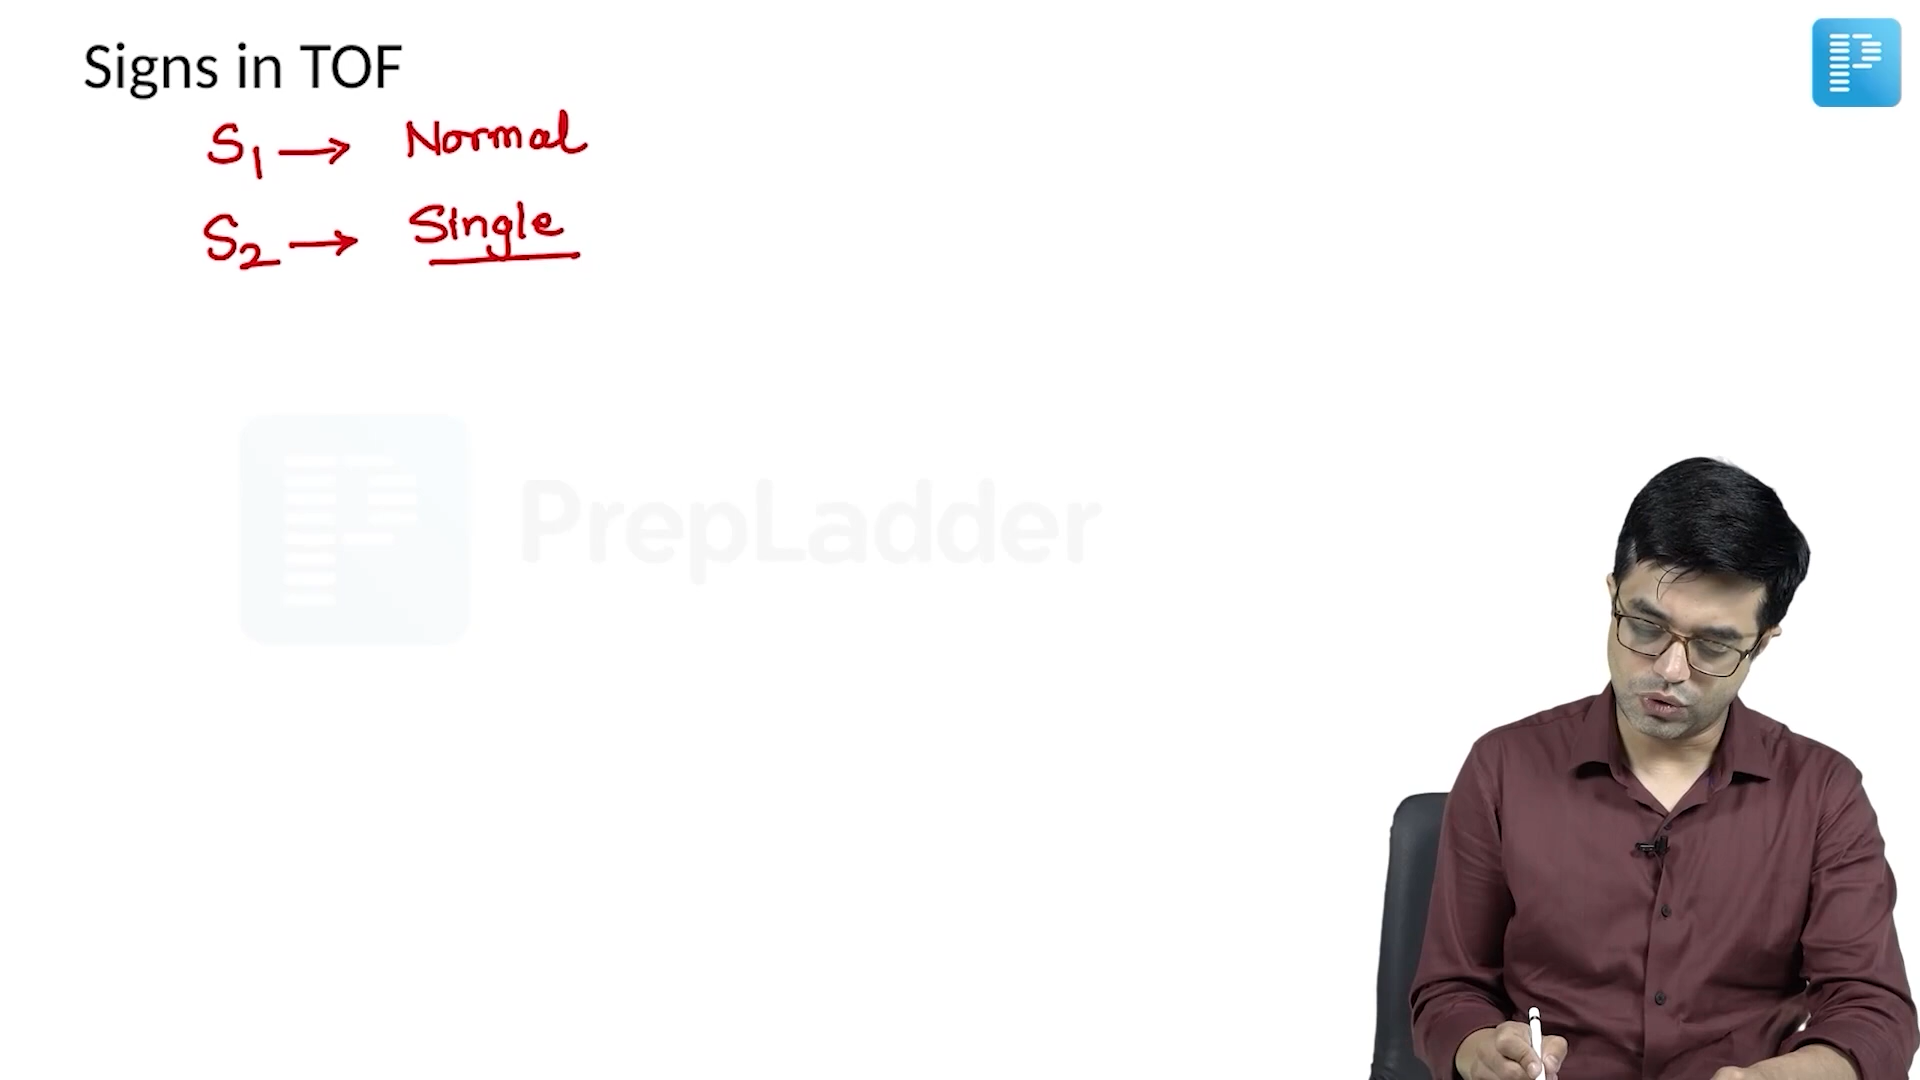 Signs in TOF
S₁ → Normal
S₂ → Single
PrepLadder